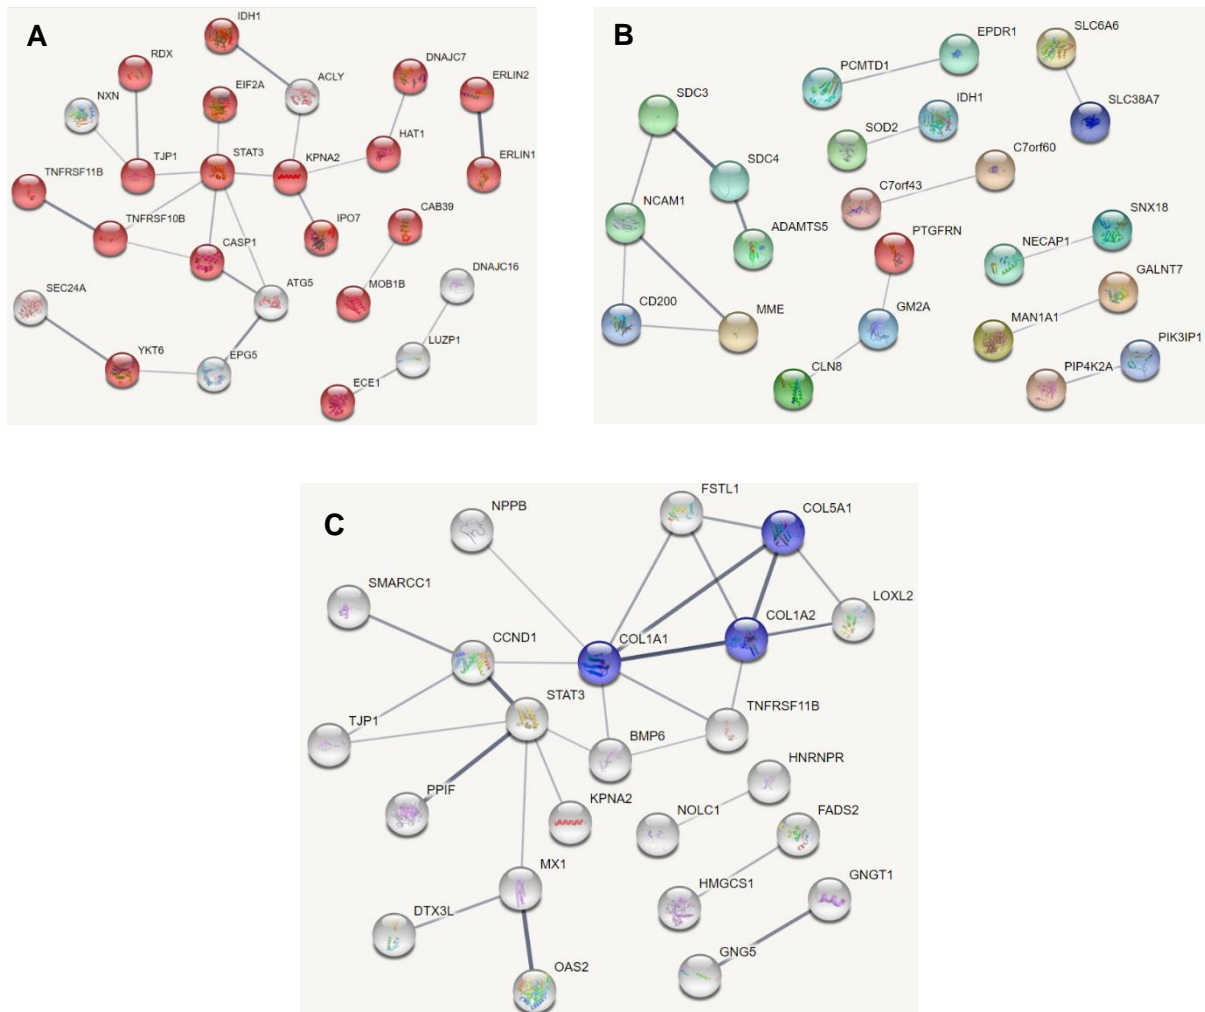 A
IDH1
RDX
DNAJC7
ACLY
ERLIN2
EIF2A
NXN
HAT1
TJP1
STAT3
KPNA2
ERLIN1
TNFRSF11B
TNFRSF10B
IPO7
CAB39
CASP1
DNAJC16
SEC24A
ATG5
MOB1B
LUZP1
YKT6
EPG5
ECE1
B
EPDR1
SLC6A6
PCMTD1
SDC3
IDH1
SLC38A7
SOD2
SDC4
C7orf60
NCAM1
C7orf43
SNX18
ADAMTS5
PTGFRN
NECAP1
GALNT7
CD200
MME
GM2A
MAN1A1
PIK3IP1
CLN8
PIP4K2A
C
NPPB
FSTL1
COL5A1
SMARCC1
LOXL2
CCND1
COL1A1
COL1A2
STAT3
TNFRSF11B
TJP1
BMP6
HNRNPR
PPIF
KPNA2
NOLC1
FADS2
MX1
HMGCS1
GNGT1
DTX3L
GNG5
OAS2